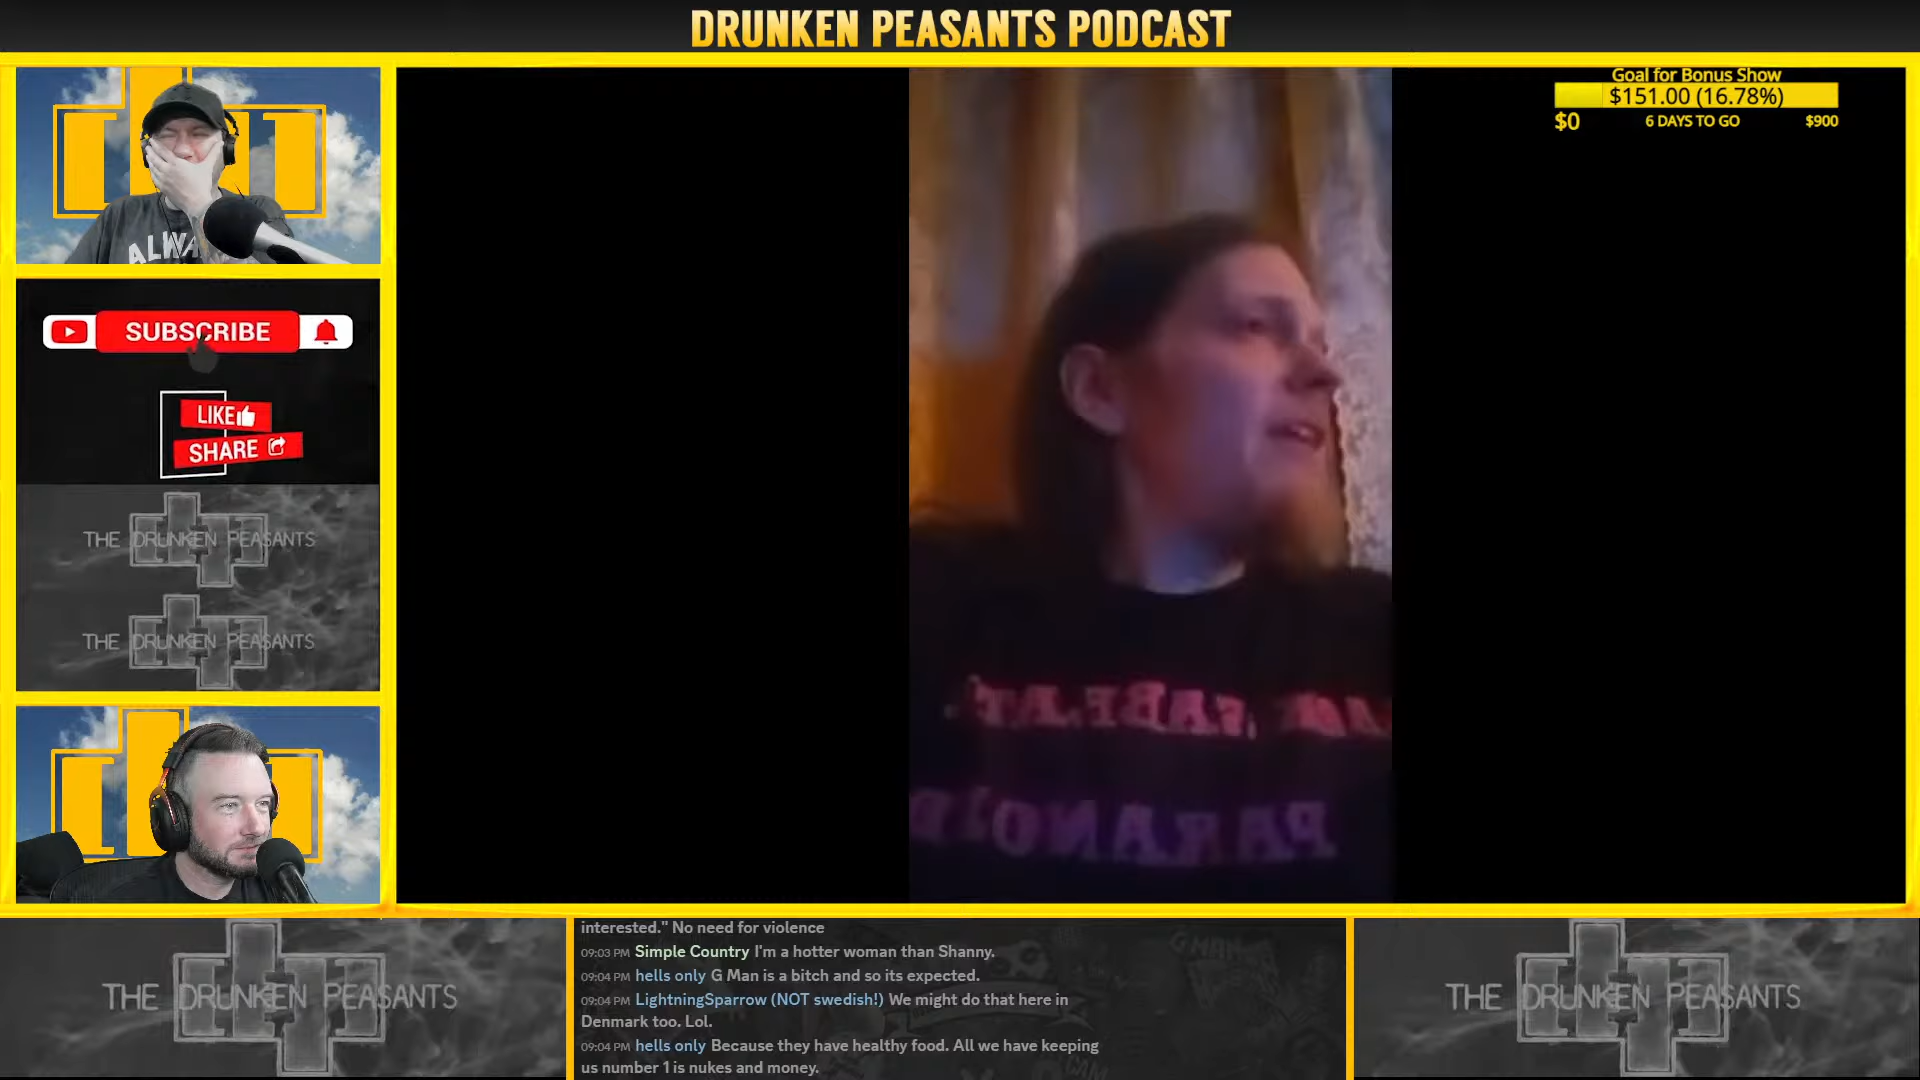 DRUNKEN PEASANTS PODCAST
Goal for Bonus Show
$151.00 (16.78%)
$0 6 DAYS TO GO $900
ALWA
SUBSCRIBE
LIKE
SHARE
THE DRUNKEN PEASANTS
THE DRUNKEN PEASANTS
PARANOID
THE DRUNKEN PEASANTS
interested." No need for violence
09:03 PM Simple Country I'm a hotter woman than Shanny.
09:04 PM hells only G Man is a bitch and so its expected.
09:04 PM LightningSparrow (NOT swedish!) We might do that here in
Denmark too. Lol.
09:04 PM hells only Because they have healthy food. All we have keeping
us number 1 is nukes and money.
THE DRUNKEN PEASANTS